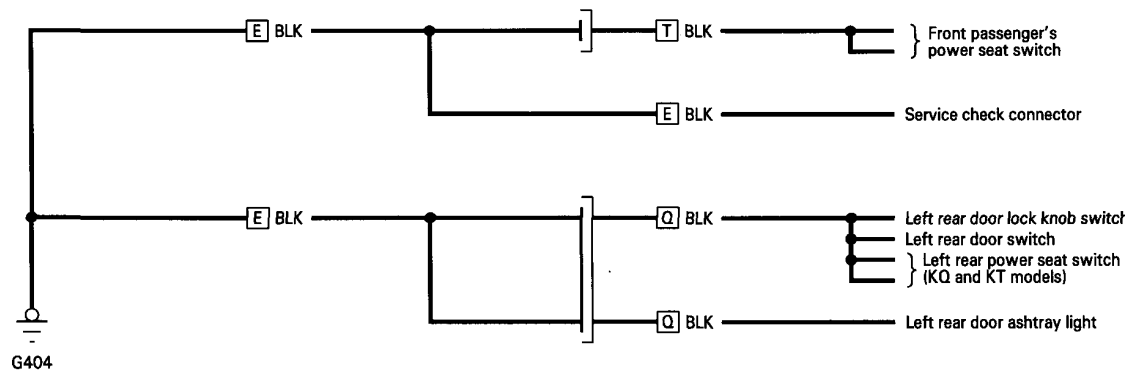 E BLK
T BLK
Front passenger's
power seat switch
E BLK
Service check connector
E BLK
Q BLK
Left rear door lock knob switch
Left rear door switch
Left rear power seat switch
(KQ and KT models)
Q BLK
Left rear door ashtray light
G404